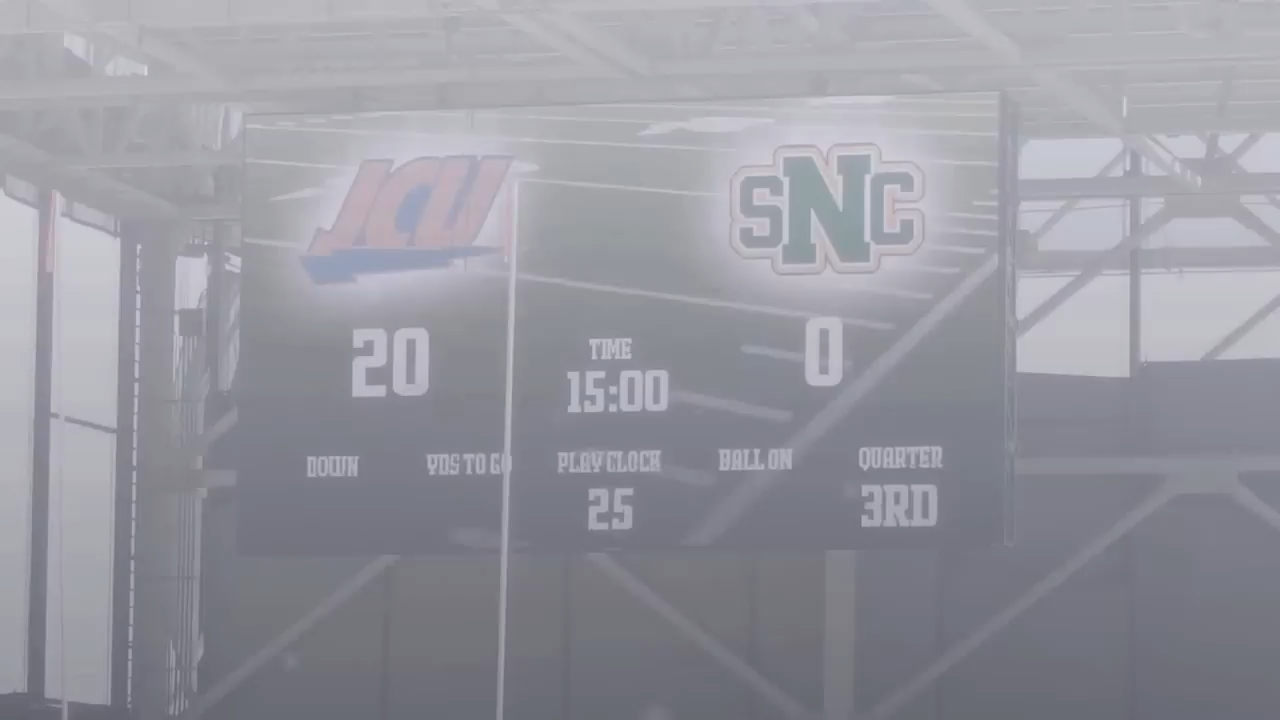 JCU SNC
20 0
TIME
15:00
DOWN YDS TO GO PLAY CLOCK BALL ON QUARTER
25 3RD